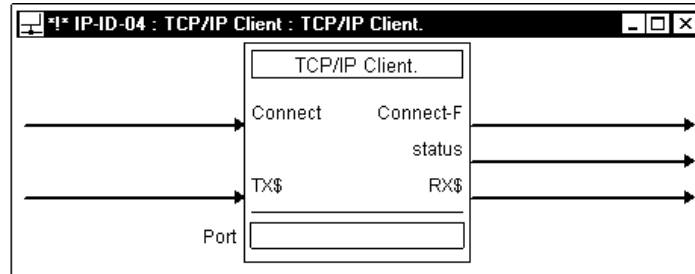 *!* IP-ID-04 : TCP/IP Client : TCP/IP Client.
TCP/IP Client.
Connect Connect-F
status
TX$ RX$
Port